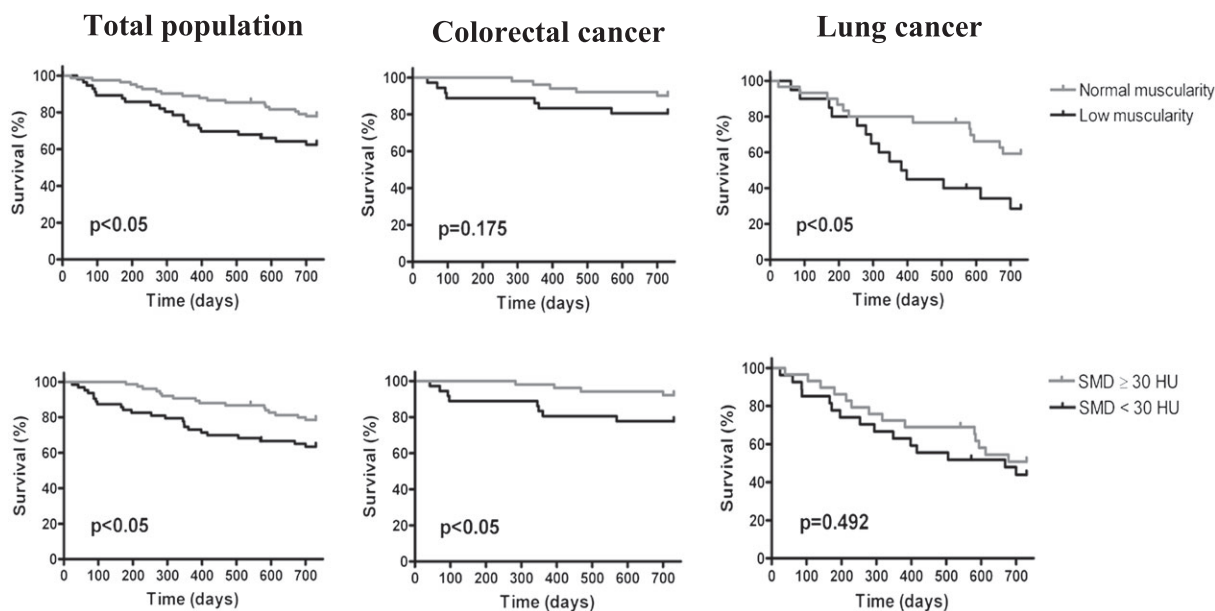 Total population
Colorectal cancer
Lung cancer
Survival (%)
100
80
60
40
20
0
p<0.05
0 100 200 300 400 500 600 700
Time (days)
Survival (%)
100
80
60
40
20
0
p=0.175
0 100 200 300 400 500 600 700
Time (days)
Survival (%)
100
80
60
40
20
0
p<0.05
0 100 200 300 400 500 600 700
Time (days)
Normal muscularity
Low muscularity
Survival (%)
100
80
60
40
20
0
p<0.05
0 100 200 300 400 500 600 700
Time (days)
Survival (%)
100
80
60
40
20
0
p<0.05
0 100 200 300 400 500 600 700
Time (days)
Survival (%)
100
80
60
40
20
0
p=0.492
0 100 200 300 400 500 600 700
Time (days)
SMD ≥ 30 HU
SMD < 30 HU